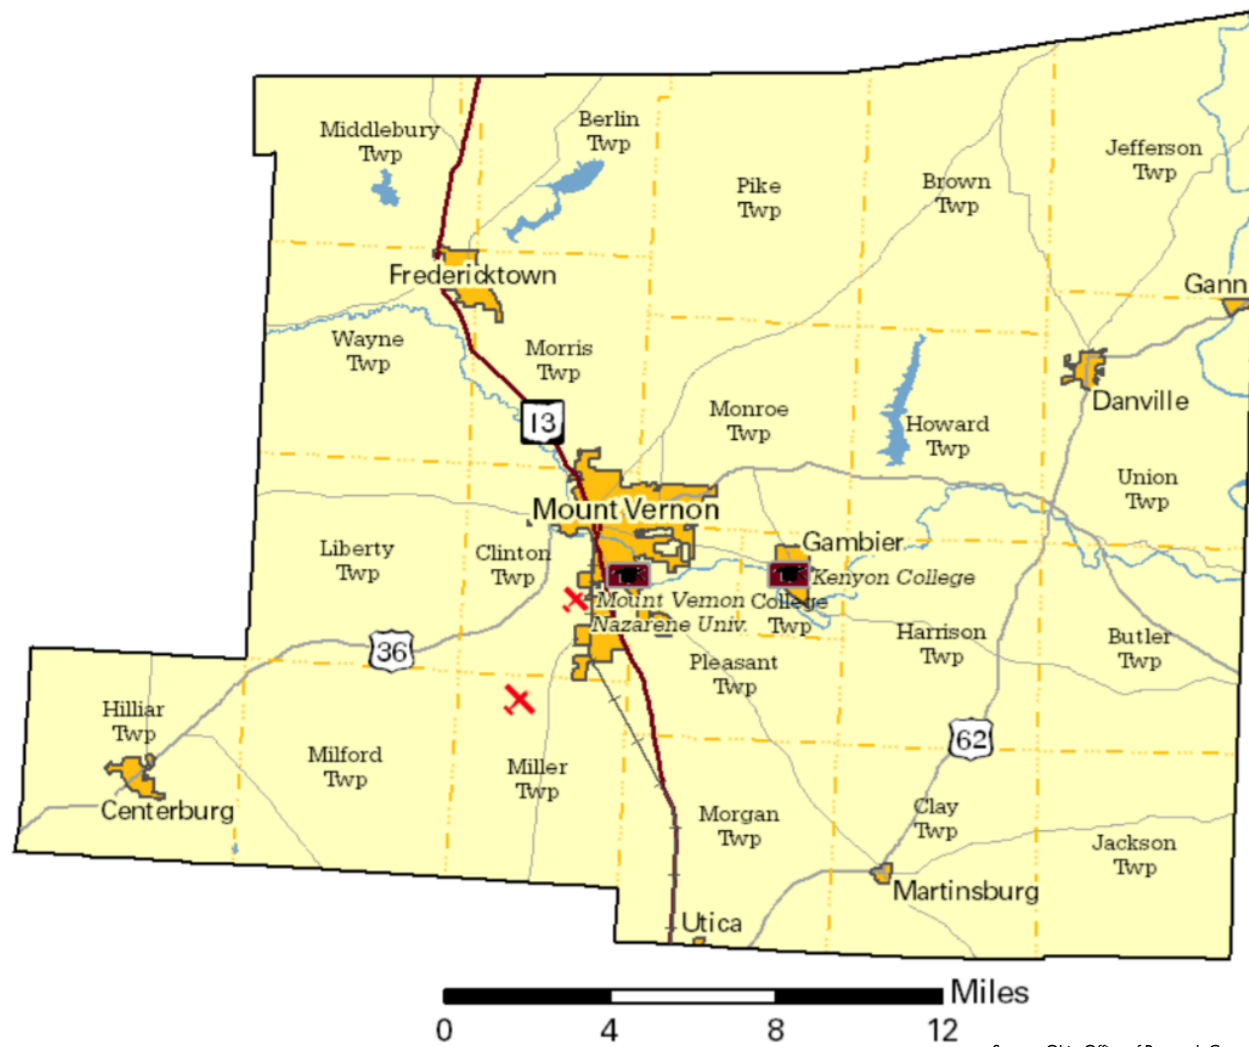 Middlebury
Twp
Berlin
Twp
Pike
Twp
Brown
Twp
Jefferson
Twp
Fredericktown
Gann
Wayne
Twp
Morris
Twp
13
Monroe
Twp
Howard
Twp
Danville
Union
Twp
Mount Vernon
Liberty
Twp
Clinton
Twp
Gambier
Kenyon College
Mount Vernon
Nazarene Univ.
College
Twp
Harrison
Twp
Butler
Twp
Pleasant
Twp
36
Hilliar
Twp
Centerburg
Milford
Twp
Miller
Twp
62
Morgan
Twp
Clay
Twp
Jackson
Twp
Martinsburg
Utica
Miles
0 4 8 12